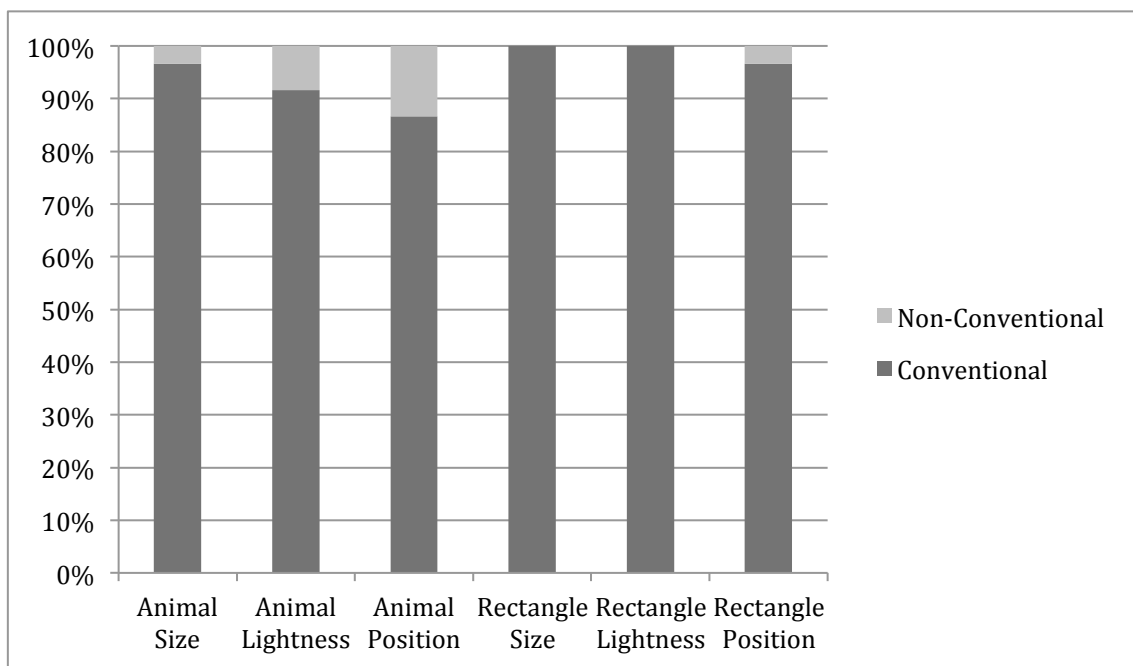 100%
90%
80%
70%
60%
50%
40%
30%
20%
10%
0%
Animal
Size
Animal
Lightness
Animal
Position
Rectangle
Size
Rectangle
Lightness
Rectangle
Position
Non-Conventional
Conventional